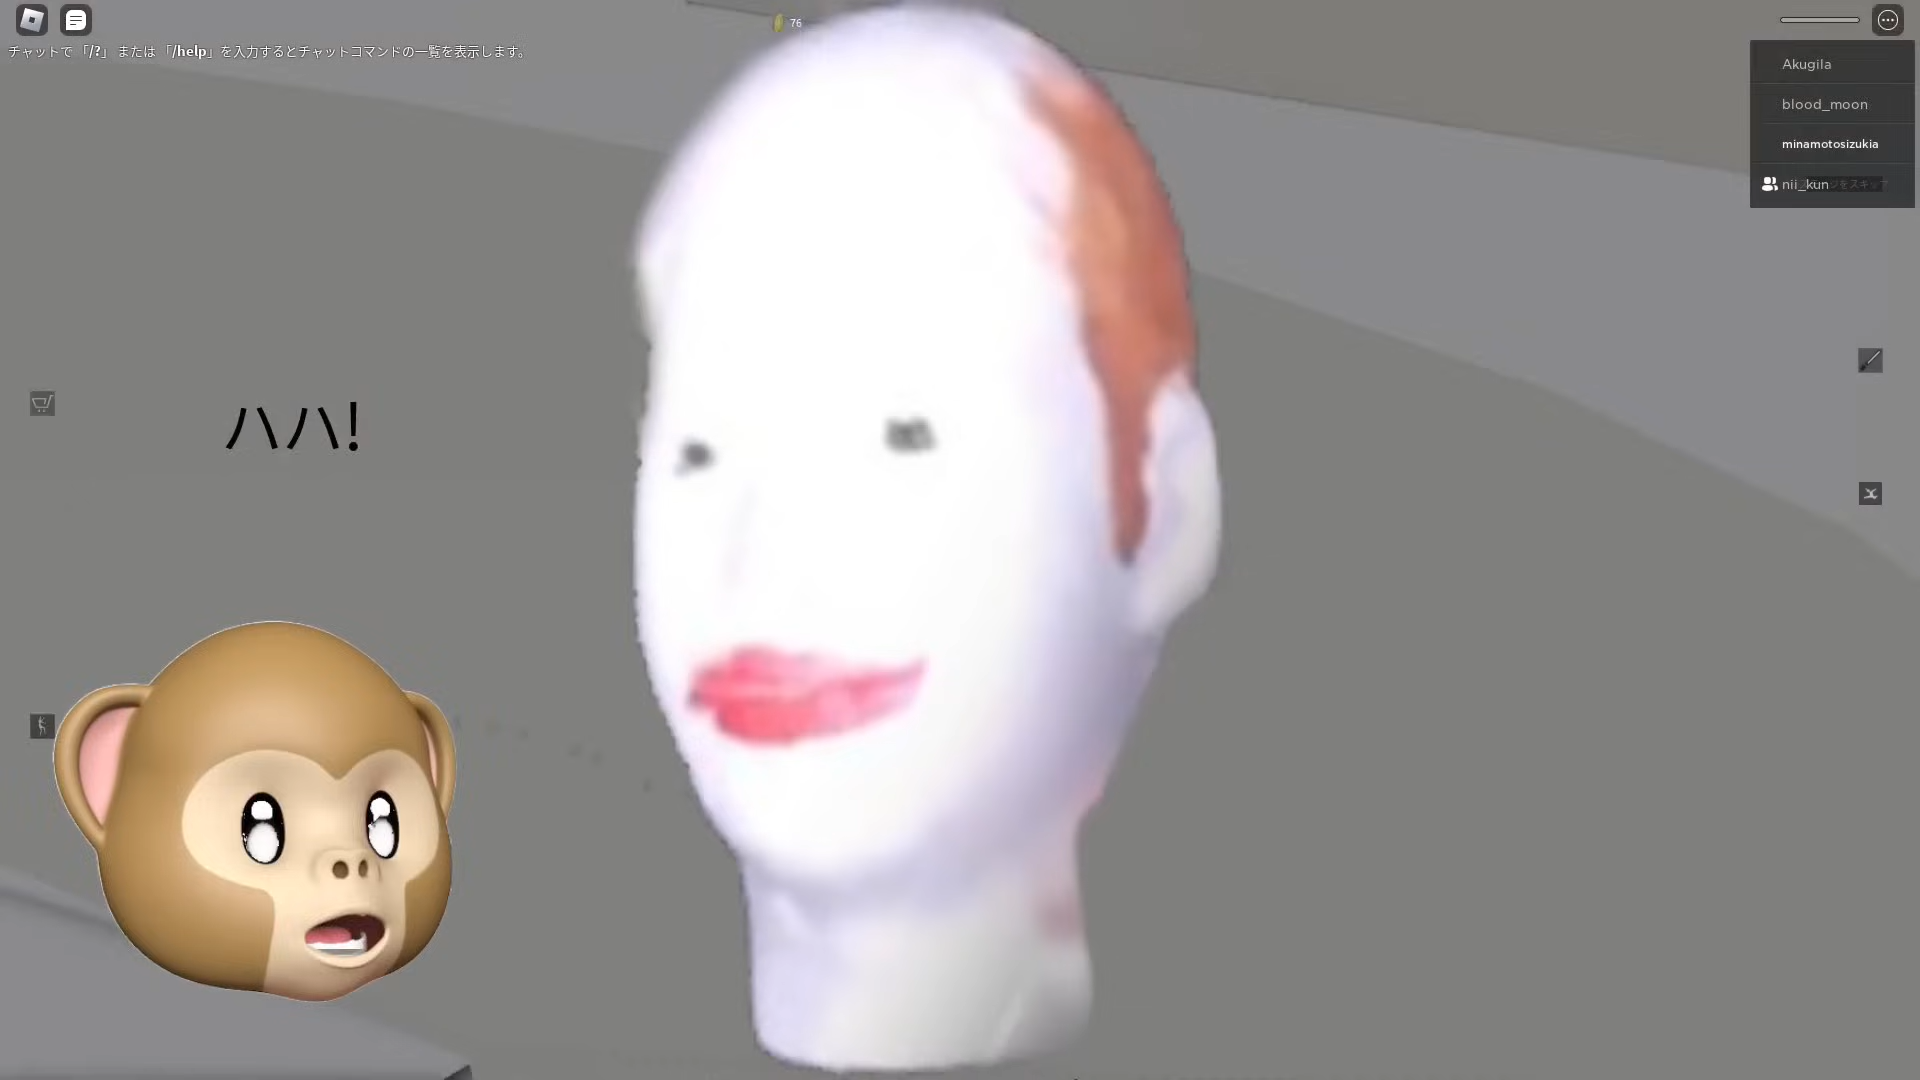 76
チャットで「/?」 または 「/help」を入力するとチャットコマンドの一覧を表示します。
Akugila
blood_moon
minamotosizukia
nii_kun
ハハ!